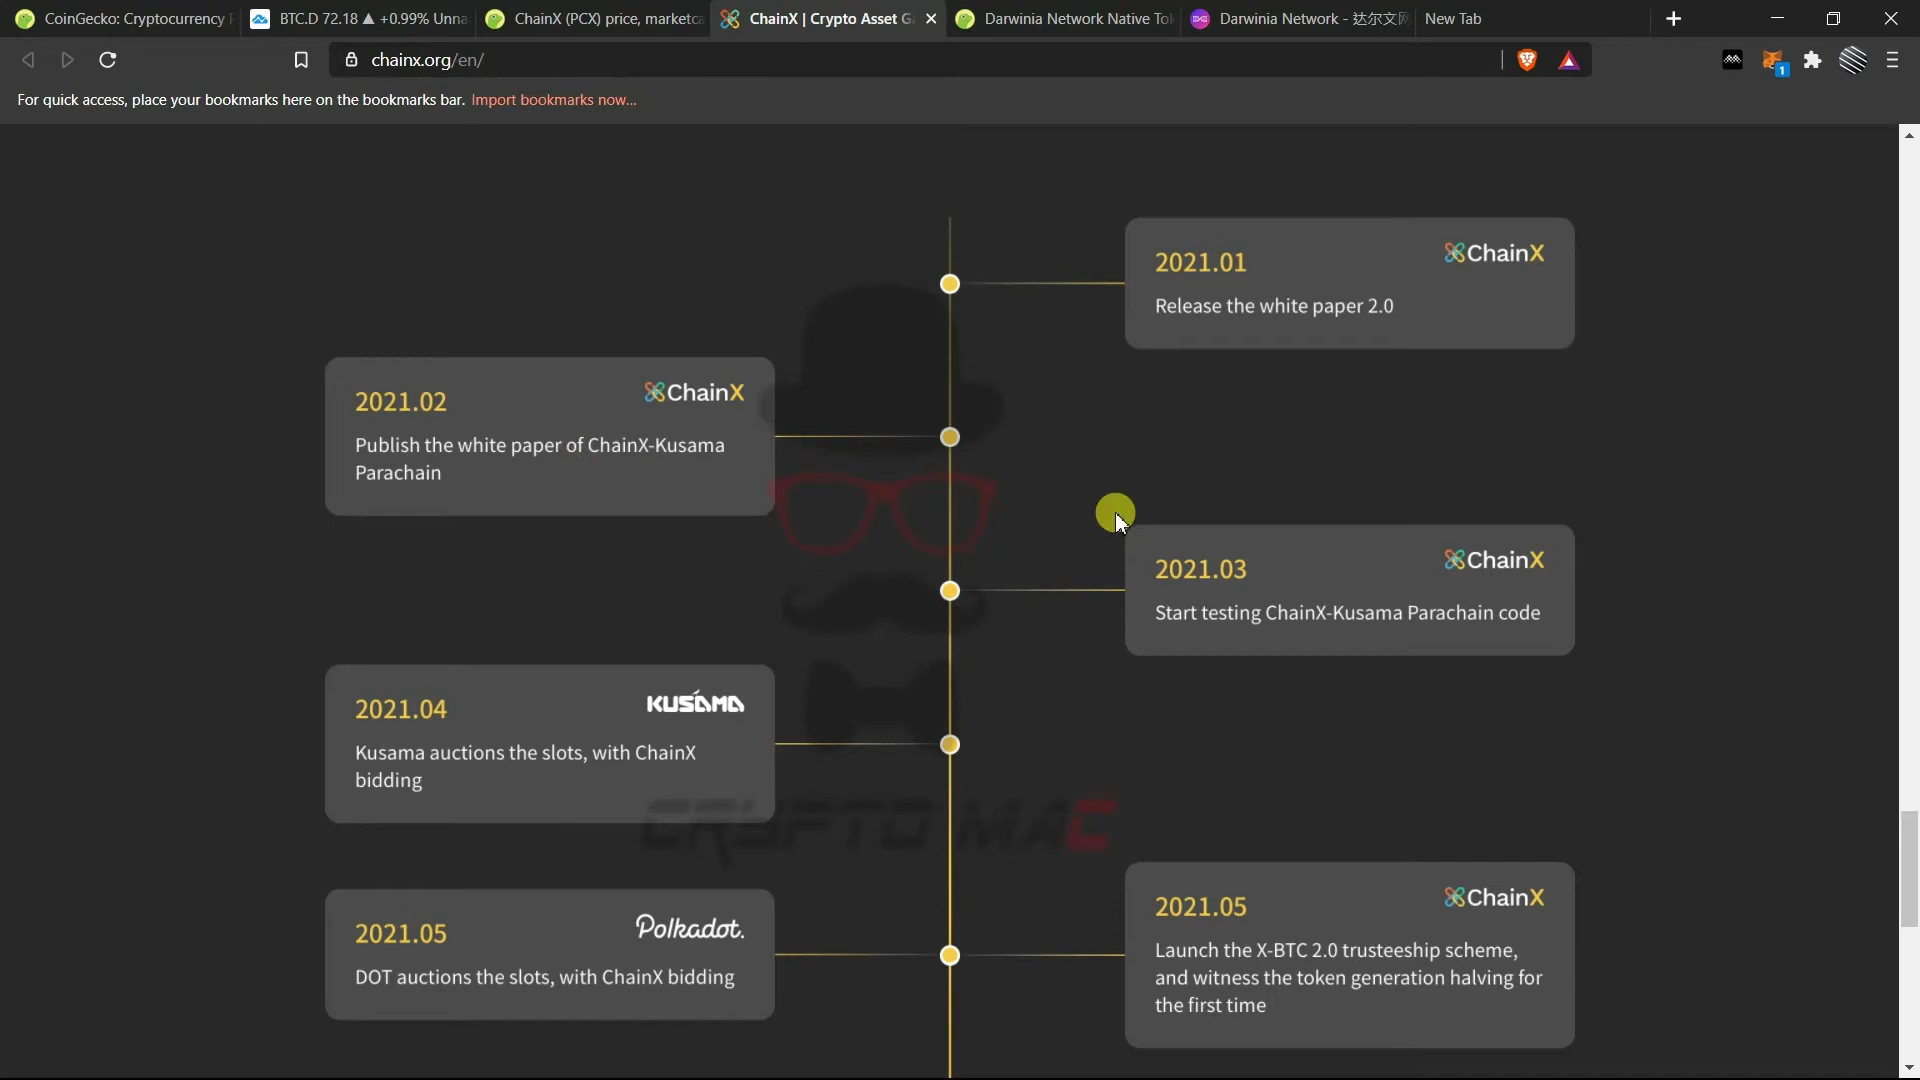 CoinGecko: Cryptocurrency
BTC.D 72.18 ▲ +0.99% Unna
ChainX (PCX) price, marketca
ChainX | Crypto Asset G
Darwinia Network Native To
Darwinia Network - 达尔文网
New Tab
chainx.org/en/
1
For quick access, place your bookmarks here on the bookmarks bar. Import bookmarks now...
2021.01
ChainX
Release the white paper 2.0
2021.02
ChainX
Publish the white paper of ChainX-Kusama
Parachain
2021.03
ChainX
Start testing ChainX-Kusama Parachain code
2021.04
KUSAMA
Kusama auctions the slots, with ChainX
bidding
CRYPTO MAC
2021.05
Polkadot.
DOT auctions the slots, with ChainX bidding
2021.05
ChainX
Launch the X-BTC 2.0 trusteeship scheme,
and witness the token generation halving for
the first time